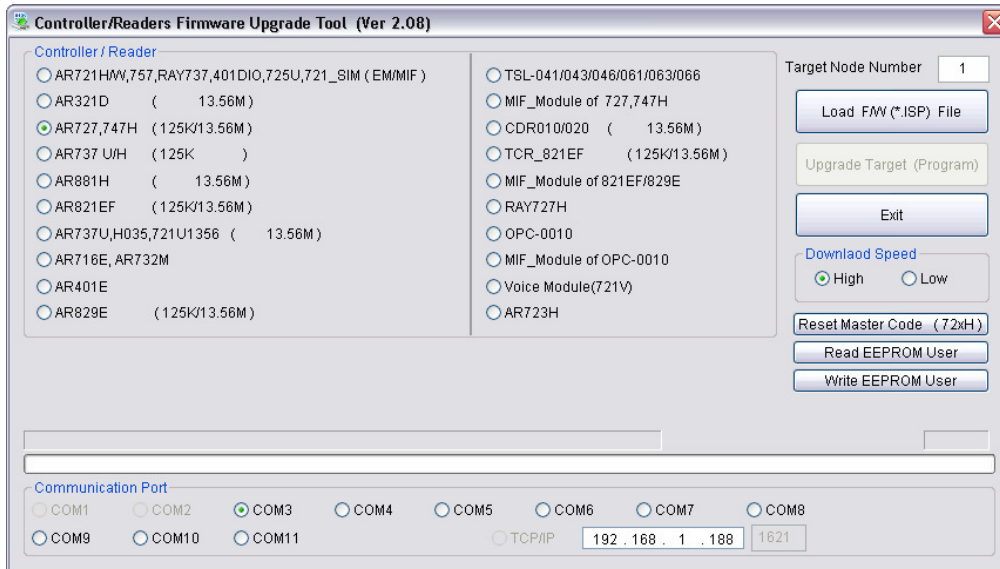 Controller/Readers Firmware Upgrade Tool (Ver 2.08)
Controller / Reader
AR721H/W,757,RAY737,401DIO,725U,721_SIM ( EM/MIF )
AR321D ( 13.56M )
AR727,747H (125K/13.56M)
AR737 U/H (125K )
AR881H ( 13.56M )
AR821EF (125K/13.56M)
AR737U,H035,721U1356 ( 13.56M )
AR716E, AR732M
AR401E
AR829E (125K/13.56M)
TSL-041/043/046/061/063/066
MIF_Module of 727,747H
CDR010/020 ( 13.56M )
TCR_821EF (125K/13.56M)
MIF_Module of 821EF/829E
RAY727H
OPC-0010
MIF_Module of OPC-0010
Voice Module(721V)
AR723H
Target Node Number 1
Load F/W (*.ISP) File
Upgrade Target (Program)
Exit
Downlaod Speed
High Low
Reset Master Code (72xH)
Read EEPROM User
Write EEPROM User
Communication Port
COM1 COM2 COM3 COM4 COM5 COM6 COM7 COM8
COM9 COM10 COM11 TCP/IP 192 . 168 . 1 . 188 1621